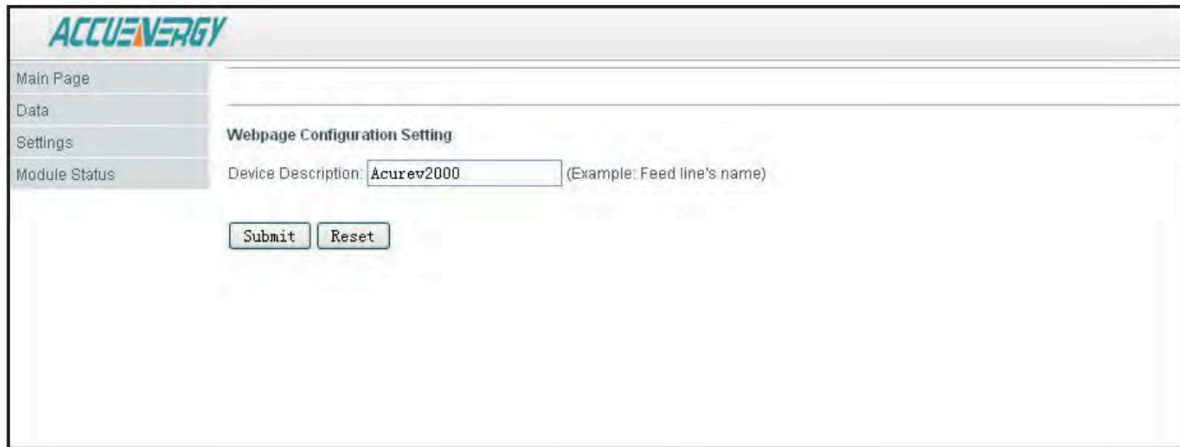 ACCUENERGY
Main Page
Data
Settings
Module Status
Webpage Configuration Setting
Device Description: Acurev2000 (Example: Feed line's name)
Submit Reset